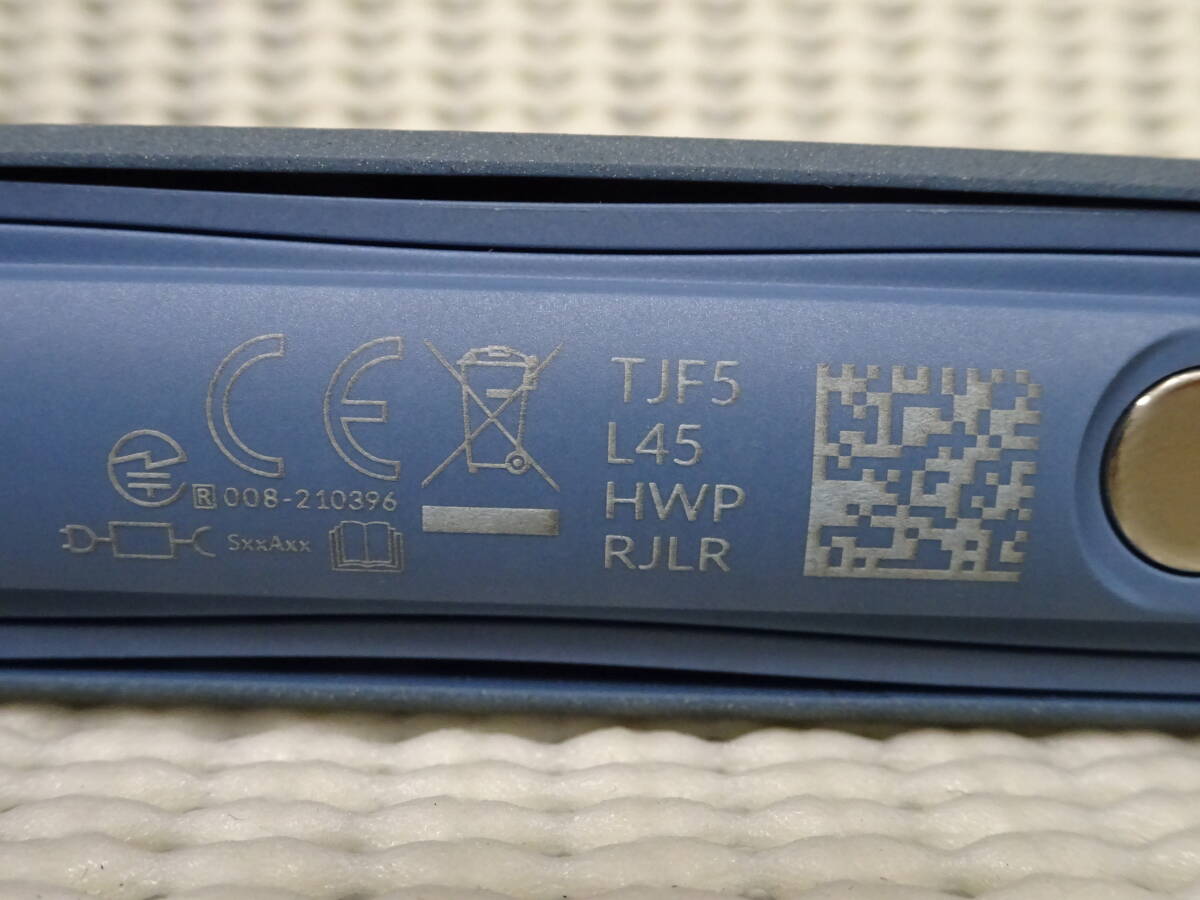 CE
R 008-210396
SxxAxx
TJF5
L45
HWP
RJLR